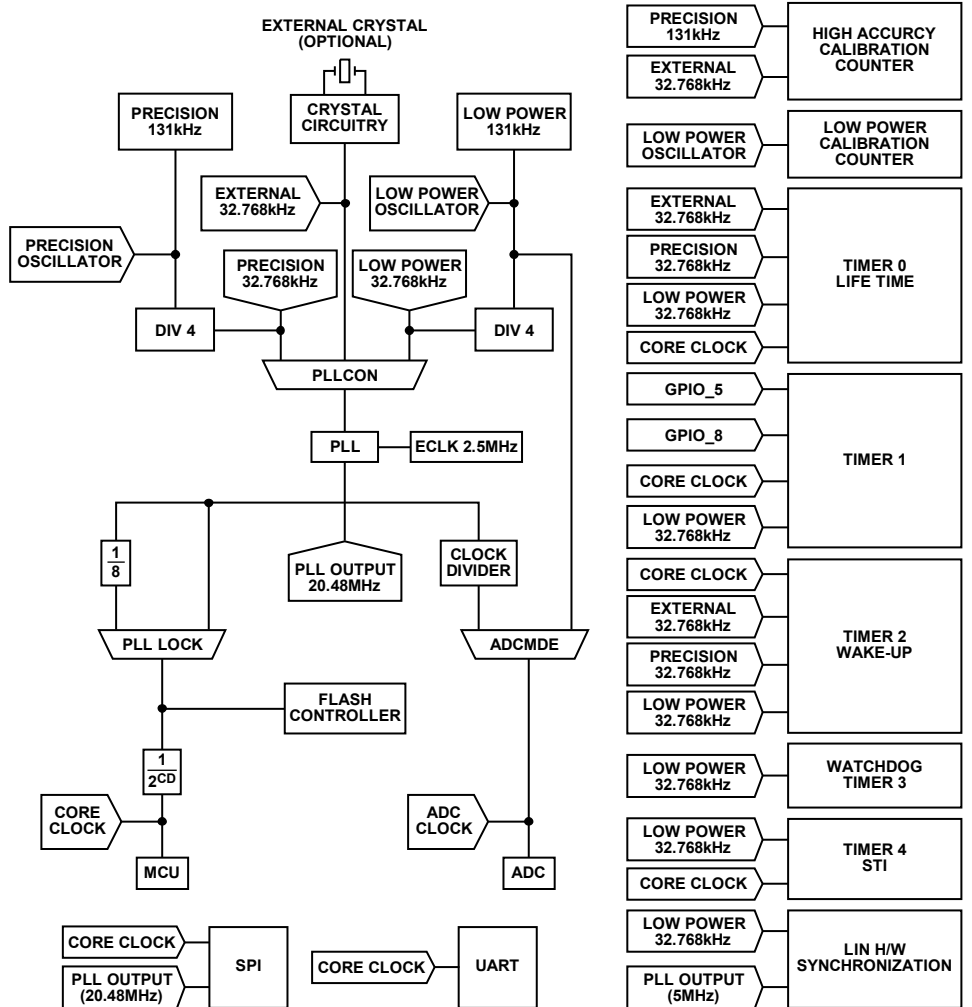 EXTERNAL CRYSTAL
(OPTIONAL)
PRECISION
131kHz
CRYSTAL
CIRCUITRY
LOW POWER
131kHz
EXTERNAL
32.768kHz
LOW POWER
OSCILLATOR
PRECISION
OSCILLATOR
PRECISION
32.768kHz
LOW POWER
32.768kHz
DIV 4
DIV 4
PLLCON
PLL
ECLK 2.5MHz
1
8
PLL OUTPUT
20.48MHz
CLOCK
DIVIDER
PLL LOCK
ADCMDE
FLASH
CONTROLLER
1
2CD
CORE
CLOCK
ADC
CLOCK
MCU
ADC
CORE CLOCK
PLL OUTPUT
(20.48MHz)
SPI
CORE CLOCK
UART
PRECISION
131kHz
EXTERNAL
32.768kHz
HIGH ACCURCY
CALIBRATION
COUNTER
LOW POWER
OSCILLATOR
LOW POWER
CALIBRATION
COUNTER
EXTERNAL
32.768kHz
PRECISION
32.768kHz
LOW POWER
32.768kHz
CORE CLOCK
TIMER 0
LIFE TIME
GPIO_5
GPIO_8
CORE CLOCK
LOW POWER
32.768kHz
TIMER 1
CORE CLOCK
EXTERNAL
32.768kHz
PRECISION
32.768kHz
LOW POWER
32.768kHz
TIMER 2
WAKE-UP
LOW POWER
32.768kHz
WATCHDOG
TIMER 3
LOW POWER
32.768kHz
CORE CLOCK
TIMER 4
STI
LOW POWER
32.768kHz
PLL OUTPUT
(5MHz)
LIN H/W
SYNCHRONIZATION